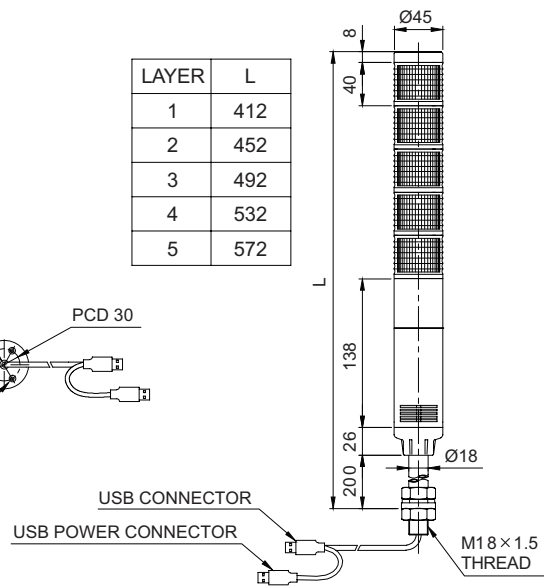 Ø45
8
40
LAYER L
1 412
2 452
3 492
4 532
5 572
L
PCD 30
138
26
Ø18
200
USB CONNECTOR
USB POWER CONNECTOR
M18×1.5
THREAD